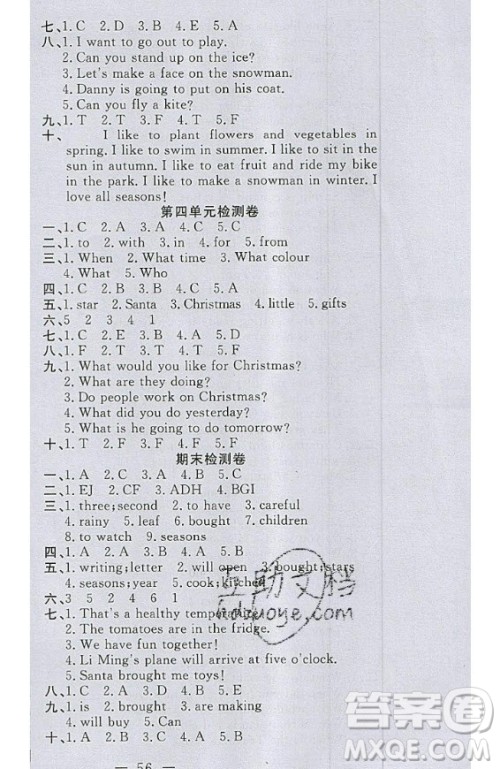 七、1. C 2. D 3. B 4. E 5. A
八、1. I want to go out to play.
2. Can you stand up on the ice?
3. Let's make a face on the snowman.
4. Danny is going to put on his coat.
5. Can you fly a kite?
九、1. T 2. T 3. F 4. T 5. F
十、 I like to plant flowers and vegetables in
spring. I like to swim in summer. I like to sit in the
sun in autumn. I like to eat fruit and ride my bike
in the park. I like to make a snowman in winter. I
love all seasons!
第四单元检测卷
一、1. C 2. A 3. A 4. A 5. C
二、1. to 2. with 3. in 4. for 5. from
三、1. When 2. What time 3. What colour
4. What 5. Who
四、1. C 2. C 3. A 4. C 5. B
五、1. star 2. Santa 3. Christmas 4. little 5. gifts
六、5 2 3 4 1
七、1. C 2. E 3. B 4. A 5. D
八、1. F 2. T 3. T 4. T 5. F
九、1. What would you like for Christmas?
2. What are they doing?
3. Do people work on Christmas?
4. What did you do yesterday?
5. What is he going to do tomorrow?
十、1. T 2. F 3. F 4. F 5. T
期末检测卷
一、1. A 2. C 3. B 4. A 5. C
二、1. EJ 2. CF 3. ADH 4. BGI
三、1. three;second 2. to 3. careful
4. rainy 5. leaf 6. bought 7. children
8. to watch 9. seasons
四、1. A 2. B 3. C 4. B 5. A
五、1. writing;letter 2. will open 3. bought;stars
4. seasons;year 5. cook;kitchen
六、3 5 2 4 6 1
七、1. That's a healthy temperature.
2. The tomatoes are in the fridge.
3. We have fun together!
4. Li Ming's plane will arrive at five o'clock.
5. Santa brought me toys!
八、1. C 2. C 3. B 4. A 5. A
九、1. is 2. brought 3. are making
4. will buy 5. Can
十、1. C 2. A 3. B 4. C 5. A
— 56 —
互助文档
hdzuoye.com
答案圈
MXQE.COM